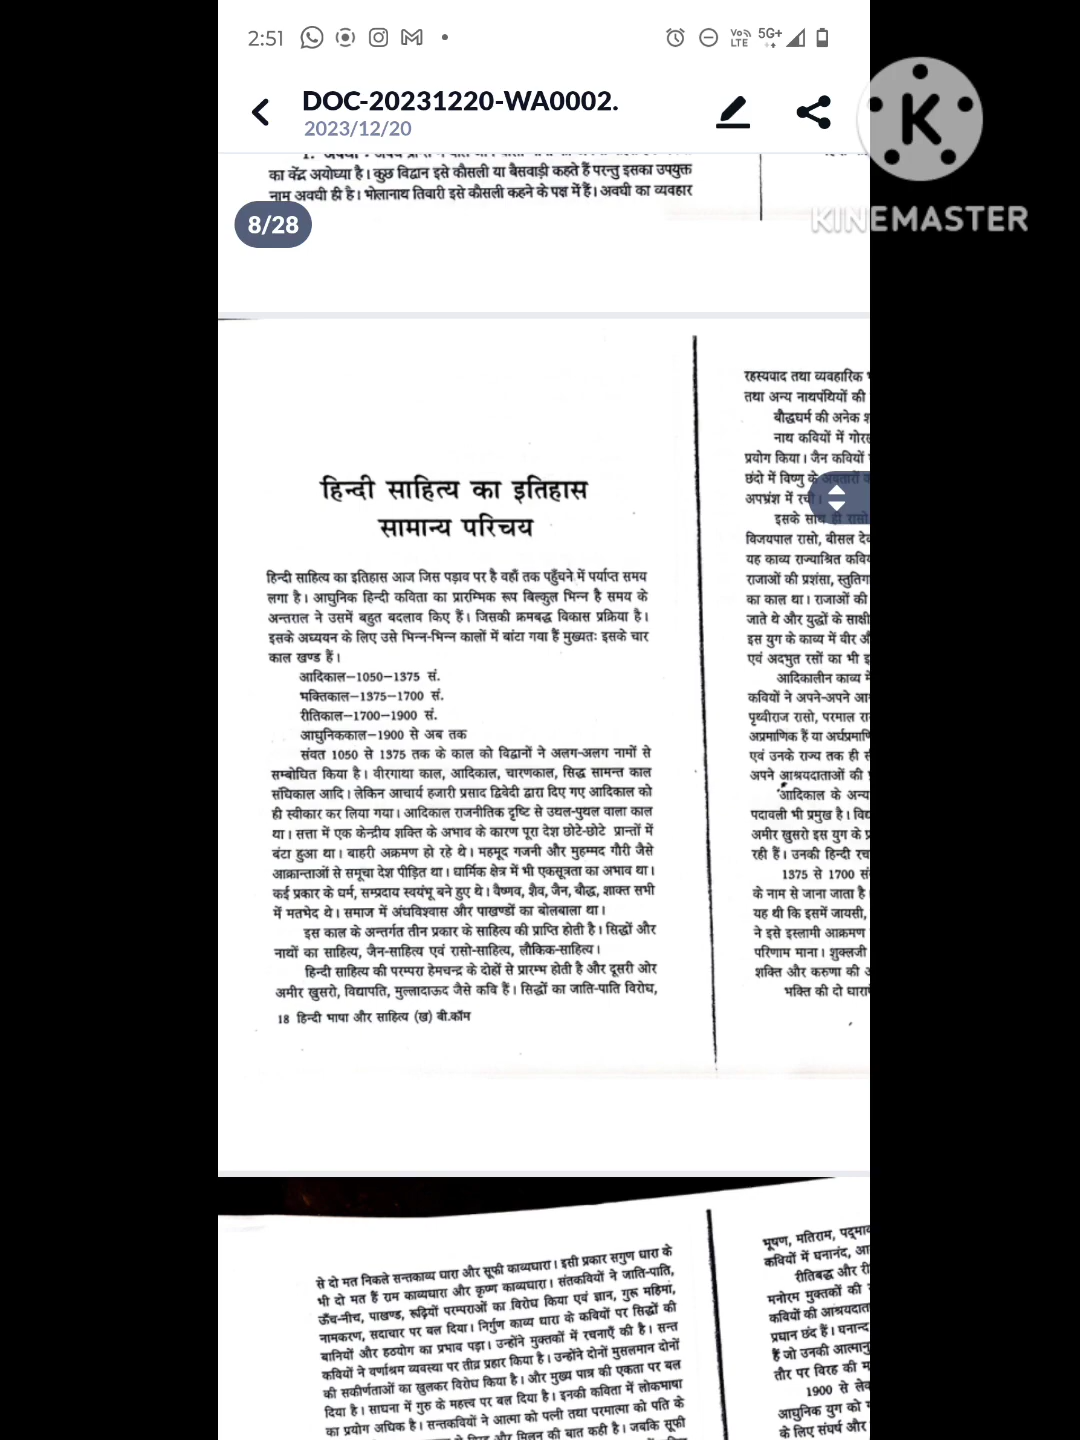 2:51
VoLTE 5G+
DOC-20231220-WA0002.
2023/12/20
KINEMASTER
का केंद्र अयोध्या है। कुछ विद्वान इसे कौसली या बैसवाड़ी कहते हैं परन्तु इसका उपयुक्त
नाम अवधी ही है। भोलानाथ तिवारी इसे कौसली कहने के पक्ष में हैं। अवधी का व्यवहार
8/28
हिन्दी साहित्य का इतिहास
सामान्य परिचय
हिन्दी साहित्य का इतिहास आज जिस पड़ाव पर है वहाँ तक पहुँचने में पर्याप्त समय
लगा है। आधुनिक हिन्दी कविता का प्रारम्भिक रूप बिल्कुल भिन्न है समय के
अन्तराल ने उसमें बहुत बदलाव किए हैं। जिसकी क्रमबद्ध विकास प्रक्रिया है।
इसके अध्ययन के लिए उसे भिन्न-भिन्न कालों में बांटा गया हैं मुख्यतः इसके चार
काल खण्ड हैं।
आदिकाल–1050–1375 सं.
भक्तिकाल–1375–1700 सं.
रीतिकाल–1700–1900 सं.
आधुनिककाल–1900 से अब तक
संवत 1050 से 1375 तक के काल को विद्वानों ने अलग-अलग नामों से
सम्बोधित किया है। वीरगाथा काल, आदिकाल, चारणकाल, सिद्ध सामन्त काल
संधिकाल आदि। लेकिन आचार्य हजारी प्रसाद द्विवेदी द्वारा दिए गए आदिकाल को
ही स्वीकार कर लिया गया। आदिकाल राजनीतिक दृष्टि से उथल-पुथल वाला काल
था। सत्ता में एक केन्द्रीय शक्ति के अभाव के कारण पूरा देश छोटे-छोटे प्रान्तों में
बंटा हुआ था। बाहरी अक्रमण हो रहे थे। महमूद गजनी और मुहम्मद गौरी जैसे
आक्रान्ताओं से समूचा देश पीड़ित था। धार्मिक क्षेत्र में भी एकसूत्रता का अभाव था।
कई प्रकार के धर्म, सम्प्रदाय स्वयंभू बने हुए थे। वैष्णव, शैव, जैन, बौद्ध, शाक्त सभी
में मतभेद थे। समाज में अंधविश्वास और पाखण्डों का बोलबाला था।
इस काल के अन्तर्गत तीन प्रकार के साहित्य की प्राप्ति होती है। सिद्धों और
नाथों का साहित्य, जैन-साहित्य एवं रासो-साहित्य, लौकिक-साहित्य।
हिन्दी साहित्य की परम्परा हेमचन्द्र के दोहों से प्रारम्भ होती है और दूसरी ओर
अमीर खुसरो, विद्यापति, मुल्लादाऊद जैसे कवि हैं। सिद्धों का जाति-पाति विरोध,
18 हिन्दी भाषा और साहित्य (ख) बी.कॉम
रहस्यवाद तथा व्यवहारिक
तथा अन्य नाथपंथियों की
बौद्धधर्म की अनेक
नाथ कवियों में
प्रयोग किया। जैन कवियों
छंदो में विष्णु के अवतारों
अपभ्रंश में रची।
इसके साथ ही रासो
विजयपाल रासो, बीसल
यह काव्य राज्याश्रित
राजाओं की प्रशंसा,
का काल था। राजाओं की
जाते थे और युद्धों के साक्षी
इस युग के काव्य में वीर
एवं अदभुत रसों का भी
आदिकालीन काव्य
कवियों ने अपने-अपने
पृथ्वीराज रासो, परमाल
अप्रमाणिक हैं या
एवं उनके राज्य तक ही
अपने आश्रयदाताओं की
आदिकाल के अन्य
पदावली भी प्रमुख है।
अमीर खुसरो इस युग के
रही हैं। उनकी हिन्दी
1375 से 1700
के नाम से जाना जाता है
यह थी कि इसमें जायसी,
ने इसे इस्लामी आक्रमण
परिणाम माना। शुक्लजी
शक्ति और करुणा की
भक्ति की दो
से दो मत निकले सन्तकाव्य धारा और सूफी काव्यधारा। इसी प्रकार सगुण धारा के
भी दो मत हैं राम काव्यधारा और कृष्ण काव्यधारा। संतकवियों ने जाति-पाति,
ऊँच-नीच, पाखण्ड, रूढ़ियों परम्पराओं का विरोध किया एवं ज्ञान, गुरू महिमा,
नामकरण, सदाचार पर बल दिया। निर्गुण काव्य धारा के कवियों पर सिद्धों की
बानियों और हठयोग का प्रभाव पड़ा। उन्होंने मुक्तकों में रचनाएँ की है। सन्त
कवियों ने वर्णाश्रम व्यवस्था पर तीव्र प्रहार किया है। उन्होंने दोनों मुसलमान दोनों
की सकीर्णताओं का खुलकर विरोध किया है। और मुख्य पात्र की एकता पर बल
दिया है। साधना में गुरु के महत्त्व पर बल दिया है। इनकी कविता में लोकभाषा
का प्रयोग अधिक है। सन्तकवियों ने आत्मा को पत्नी तथा परमात्मा को पति के
और मिलन की बात कही है। जबकि सूफी
भूषण, मतिराम,
कवियों में घनानंद,
रीतिबद्ध और
मनोरम मुक्तकों की
कवियों की
प्रधान छंद हैं।
हैं जो उनकी
तौर पर विरह की
1900 से
आधुनिक युग को
के लिए संघर्ष और